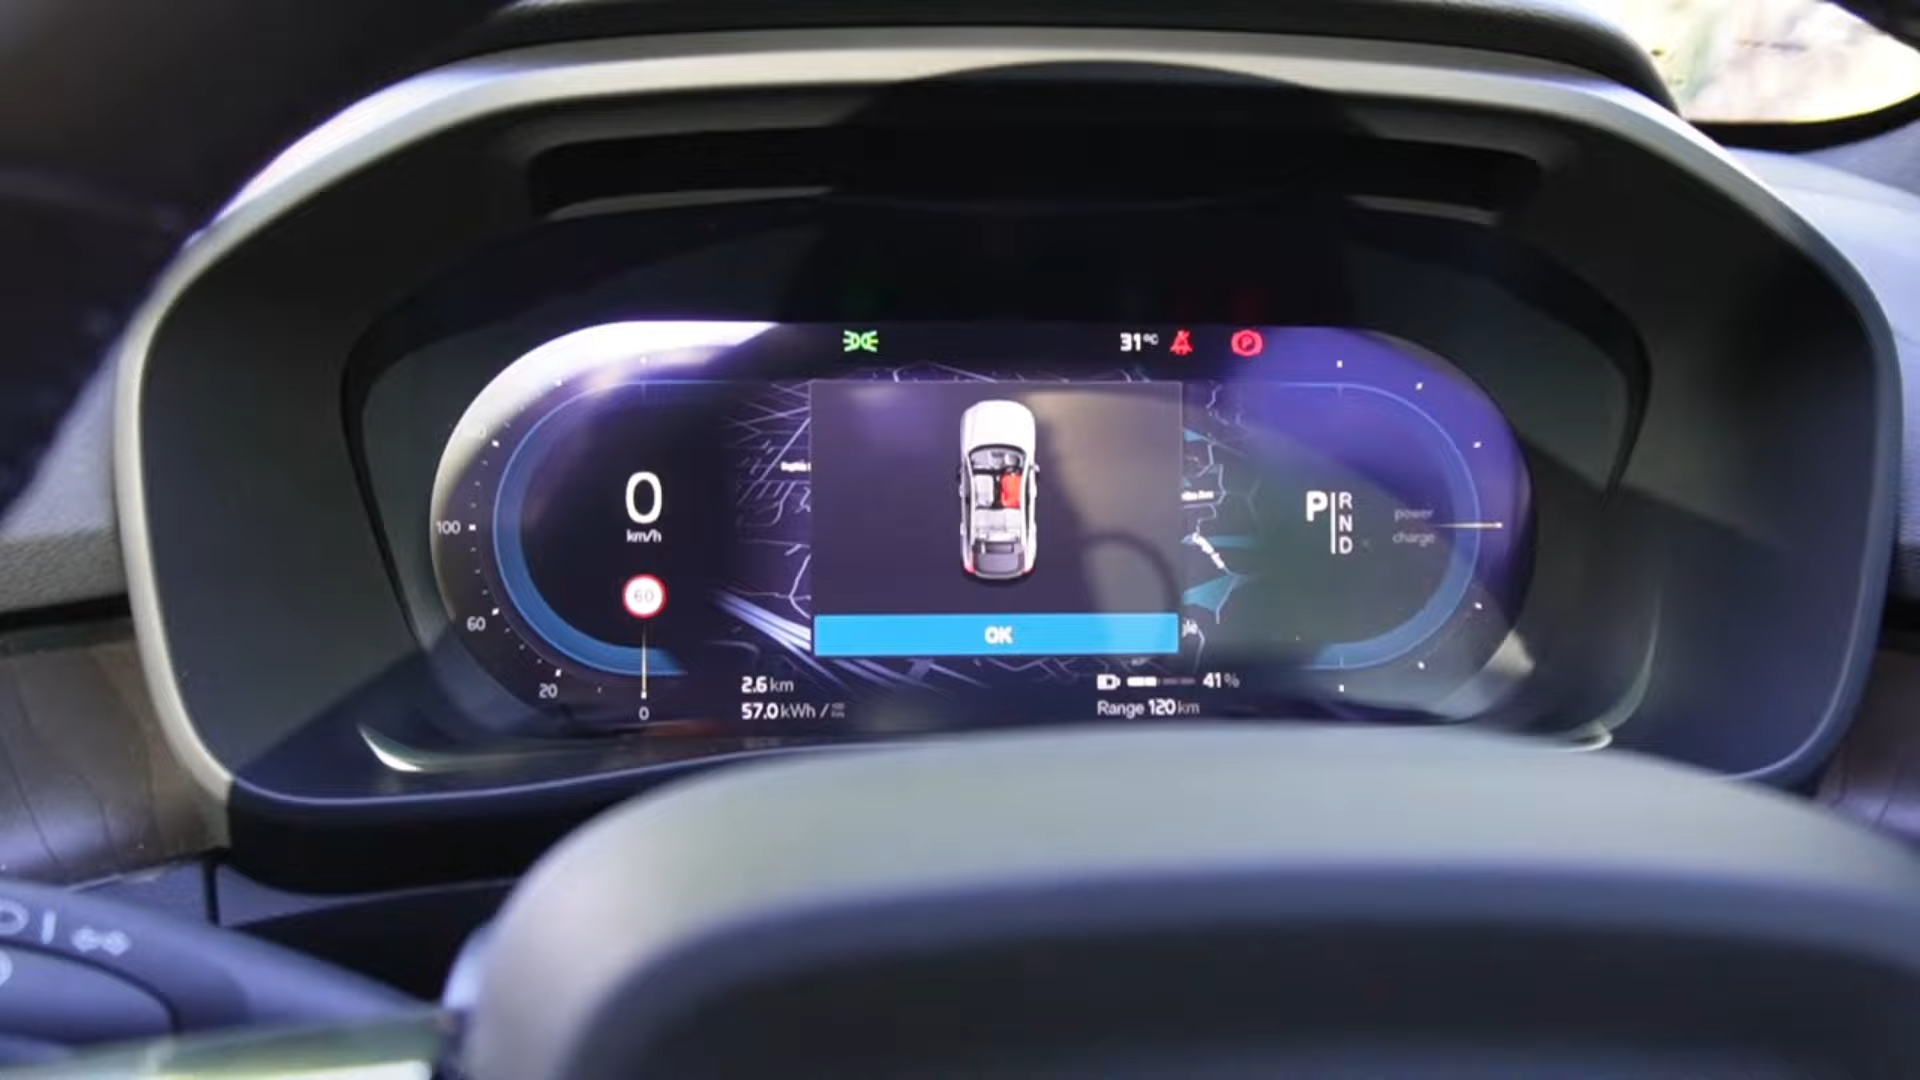 31°C
P
100
0
km/h
60
P
R
N
D
power
charge
OK
60
20
0
2.6 km
57.0 kWh /
41%
Range 120 km